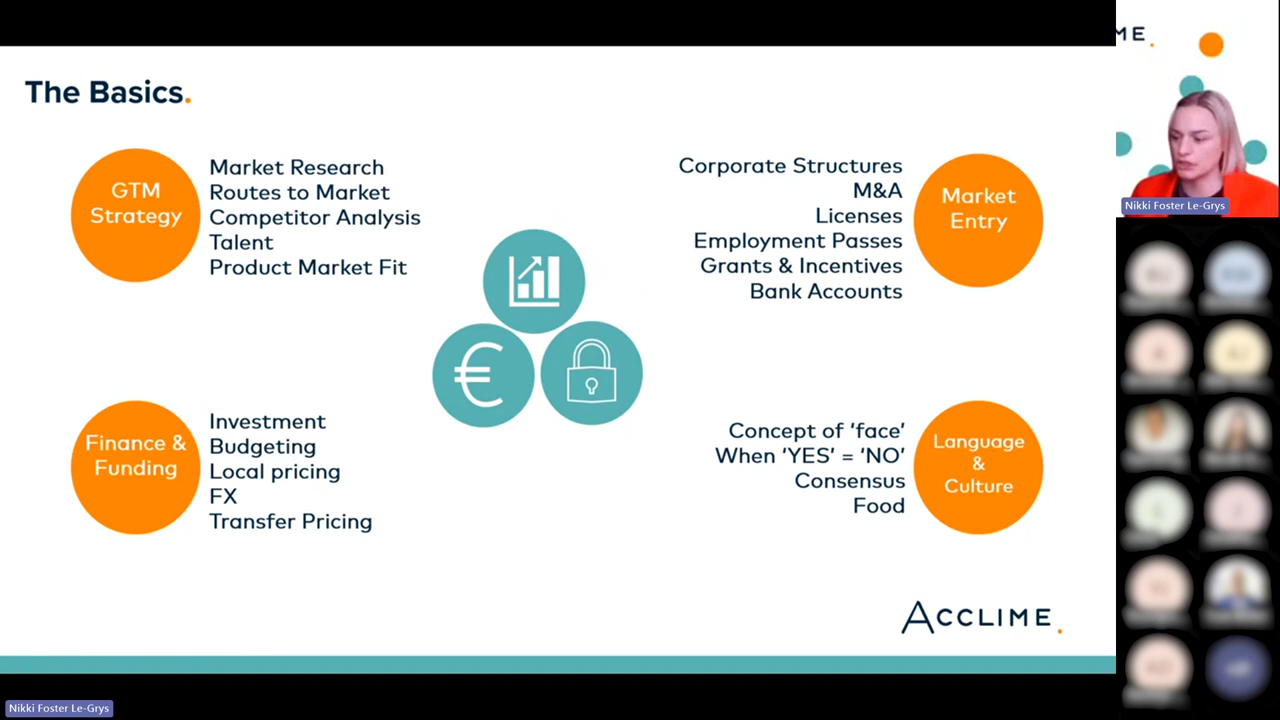 The Basics.
GTM
Strategy
Market Research
Routes to Market
Competitor Analysis
Talent
Product Market Fit
Corporate Structures
M&A
Licenses
Employment Passes
Grants & Incentives
Bank Accounts
Market
Entry
€
Finance &
Funding
Investment
Budgeting
Local pricing
FX
Transfer Pricing
Concept of ‘face’
When ‘YES’ = ‘NO’
Consensus
Food
Language
&
Culture
ACCLIME.
ME.
Nikki Foster Le-Grys
Nikki Foster Le-Grys